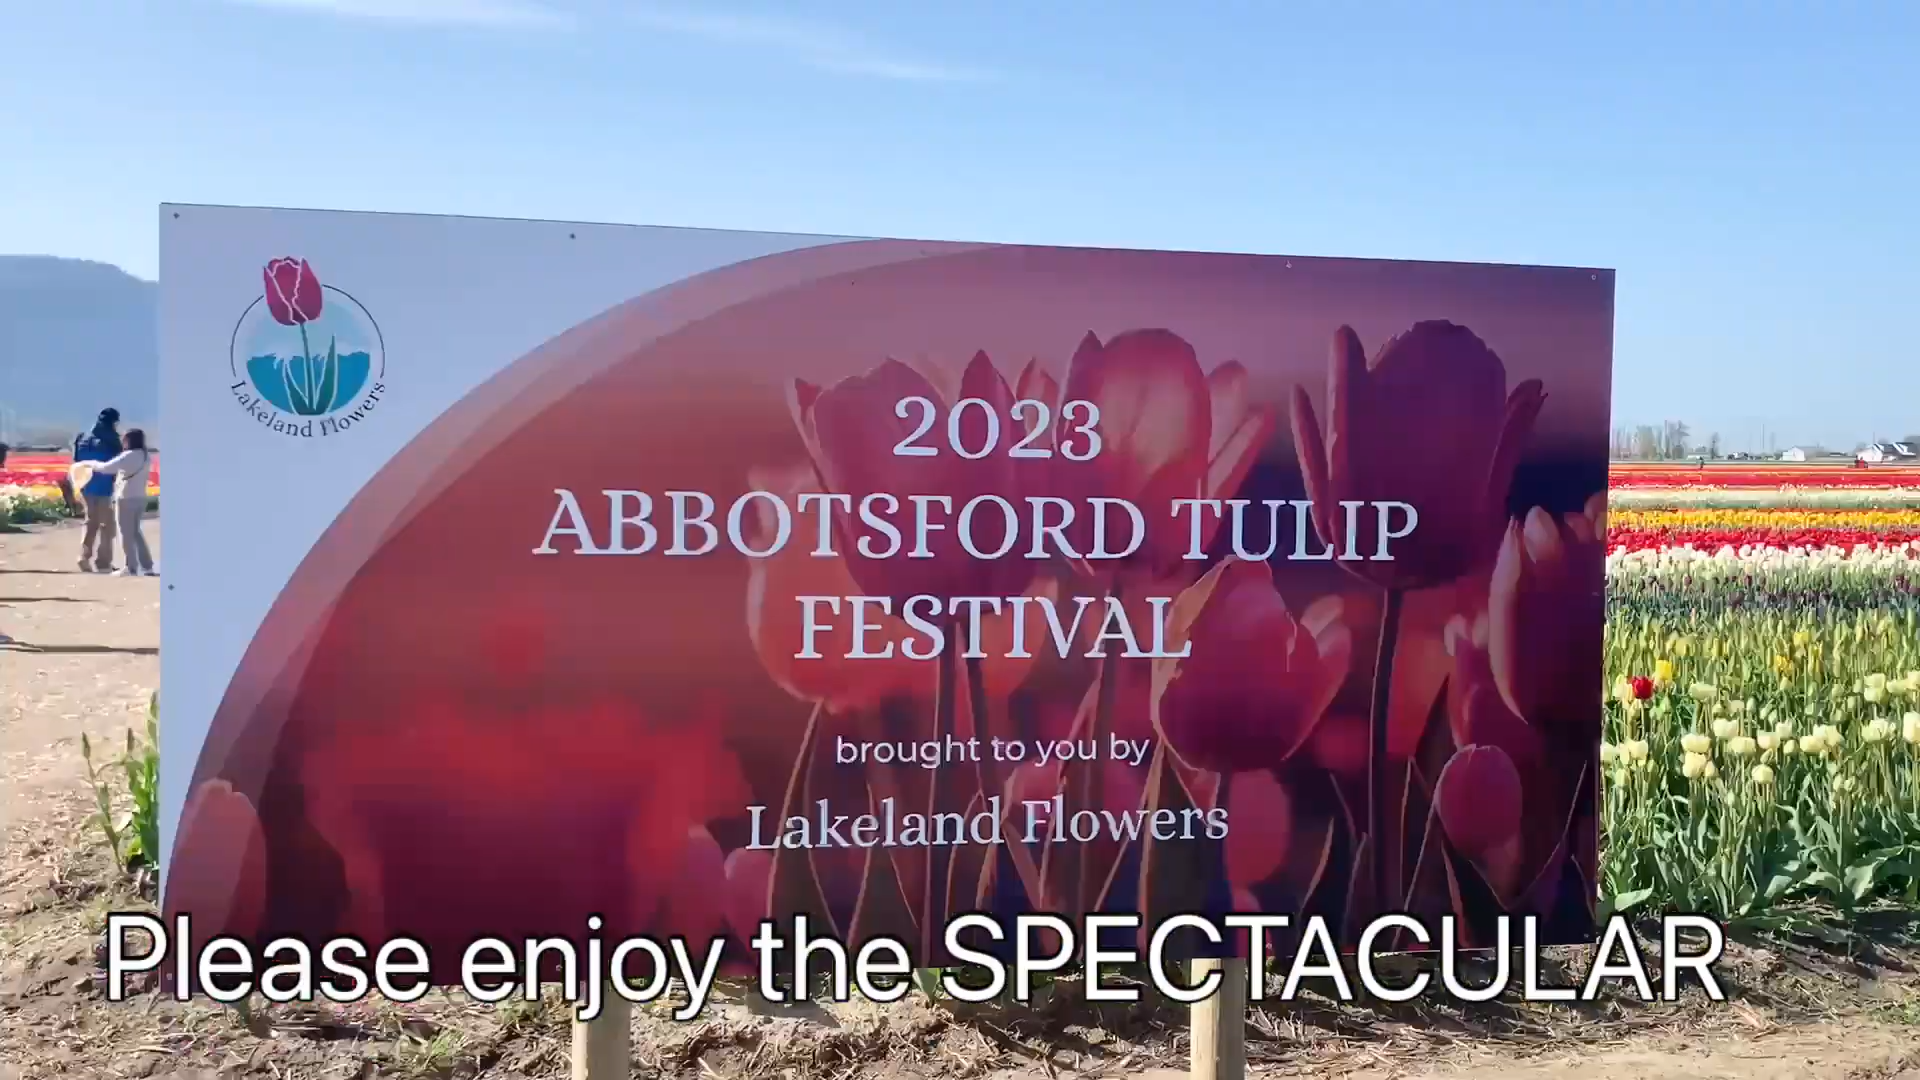 Lakeland Flowers
2023
ABBOTSFORD TULIP
FESTIVAL
brought to you by
Lakeland Flowers
Please enjoy the SPECTACULAR